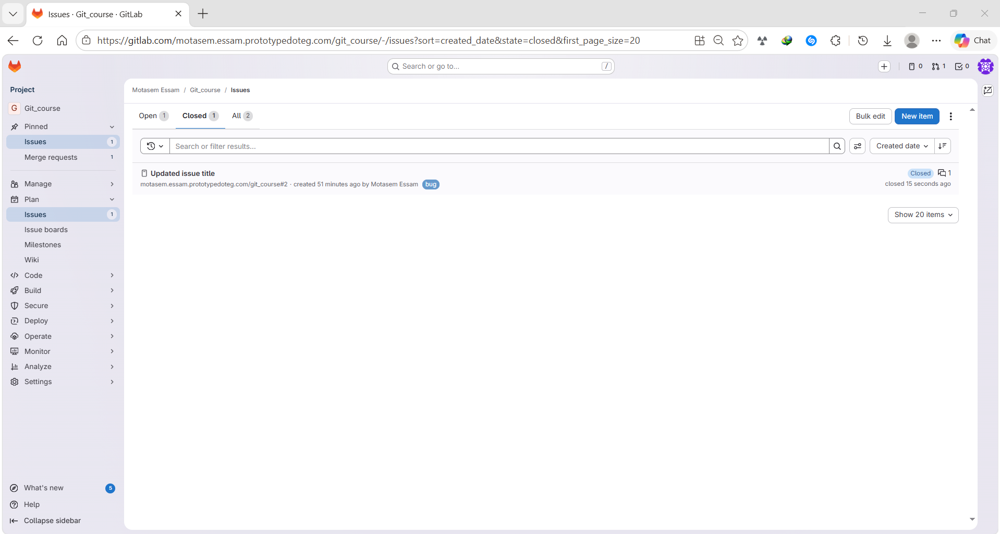 Issues · Git_course · GitLab
https://gitlab.com/motasem.essam.prototypedoteg.com/git_course/-/issues?sort=created_date&state=closed&first_page_size=20
Chat
Search or go to...
/
0
1
0
Project
G Git_course
Pinned
Issues 1
Merge requests 1
Manage
Plan
Issues 1
Issue boards
Milestones
Wiki
Code
Build
Secure
Deploy
Operate
Monitor
Analyze
Settings
What's new 5
Help
Collapse sidebar
Motasem Essam / Git_course / Issues
Open 1 Closed 1 All 2
Bulk edit New item
Search or filter results...
Created date
Updated issue title
Closed 1
motasem.essam.prototypedoteg.com/git_course#2 · created 51 minutes ago by Motasem Essam bug
closed 15 seconds ago
Show 20 items